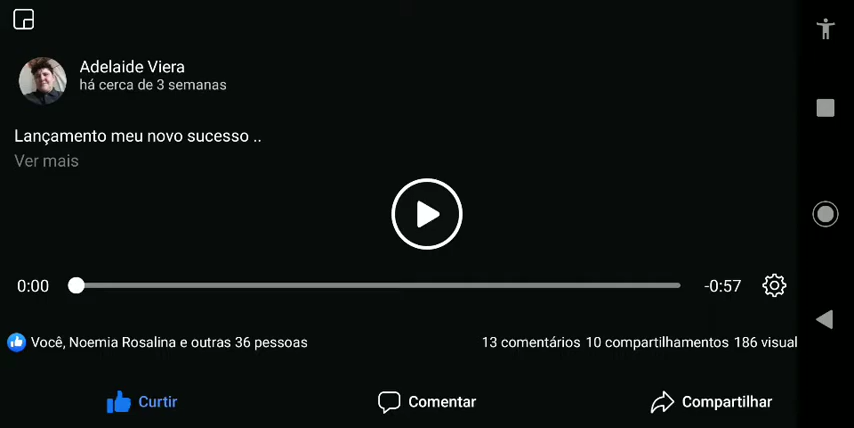 Adelaide Viera
há cerca de 3 semanas
Lançamento meu novo sucesso ..
Ver mais
0:00 -0:57
Você, Noemia Rosalina e outras 36 pessoas 13 comentários 10 compartilhamentos 186 visual
Curtir Comentar Compartilhar